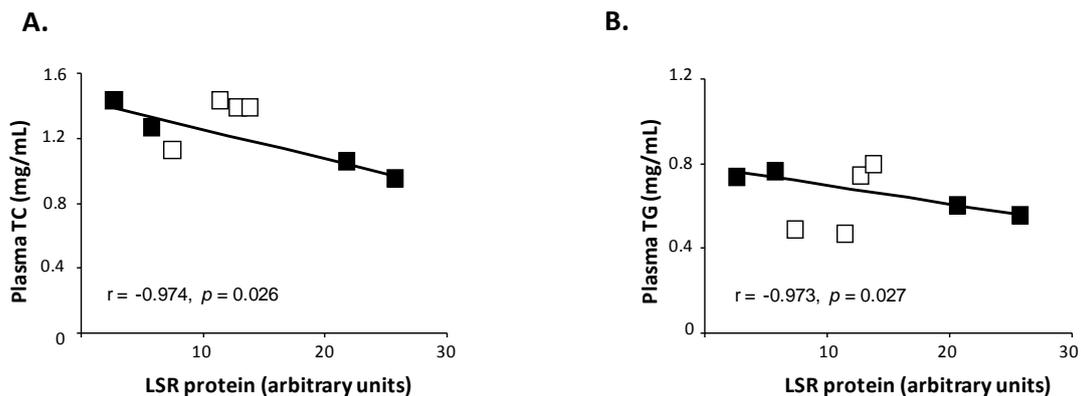 A.
Plasma TC (mg/mL)
1.6
1.2
0.8
0.4
0
r = -0.974, p = 0.026
10
20
30
LSR protein (arbitrary units)
B.
Plasma TG (mg/mL)
1.2
0.8
0.4
0
r = -0.973, p = 0.027
10
20
30
LSR protein (arbitrary units)